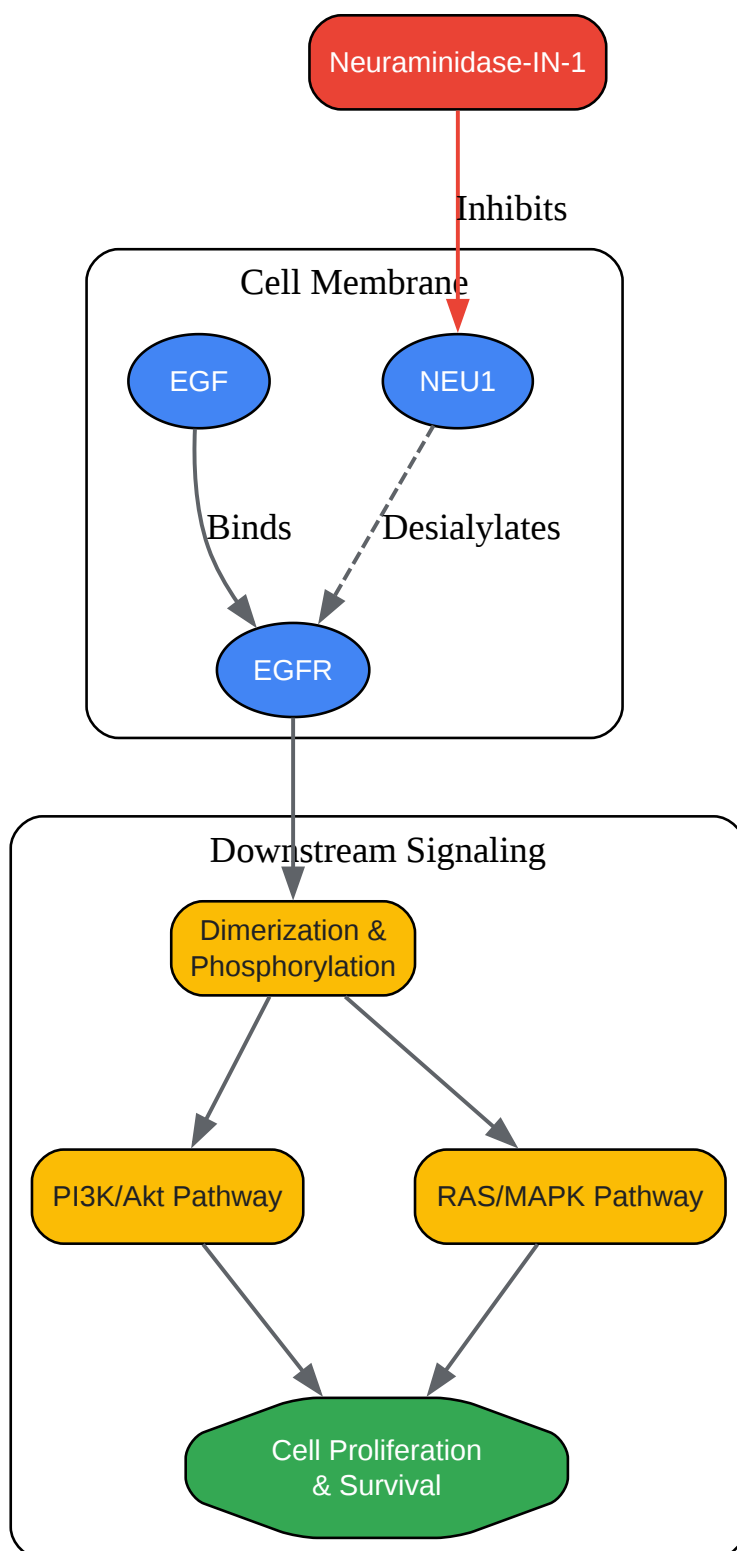 Neuraminidase-IN-1
Inhibits
Cell Membrane
EGF
NEU1
Binds
Desialylates
EGFR
Downstream Signaling
Dimerization &
Phosphorylation
PI3K/Akt Pathway
RAS/MAPK Pathway
Cell Proliferation
& Survival